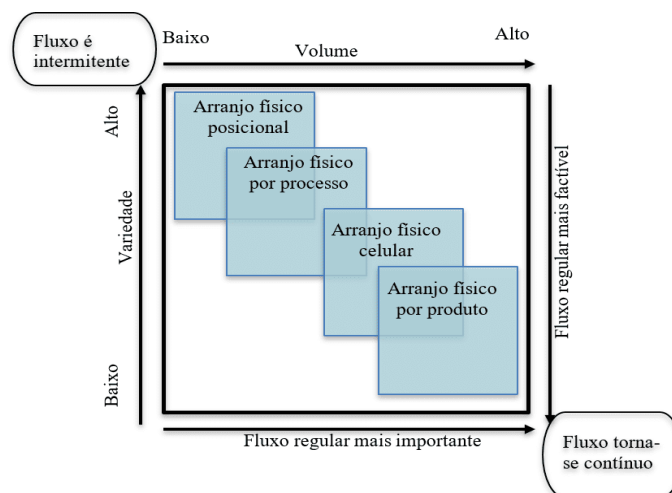 Fluxo é
intermitente
Baixo
Volume
Alto
Alto
Variedade
Baixo
Arranjo físico
posicional
Arranjo físico
por processo
Arranjo físico
celular
Arranjo físico
por produto
Fluxo regular mais factível
Fluxo regular mais importante
Fluxo torna-
se contínuo